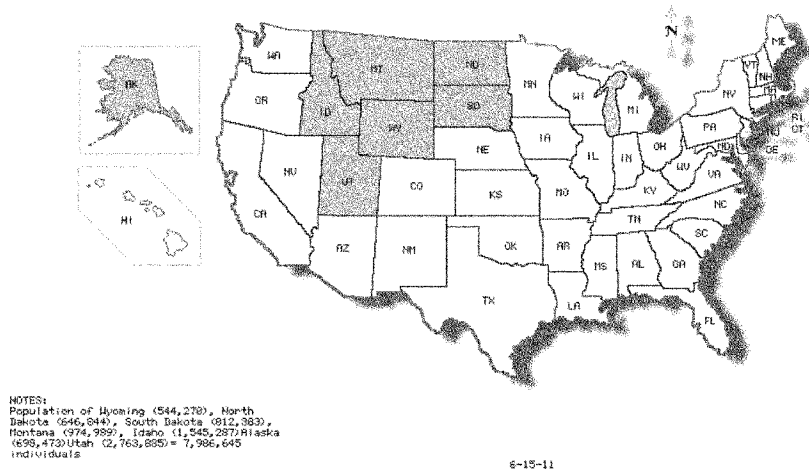 WA
MT
ND
MN
ME
VT
NH
MA
AK
OR
ID
SD
WI
MI
NY
RI
CT
WY
IA
PA
NJ
DE
NE
NV
UT
CO
IL
IN
OH
MD
WV
VA
CA
KS
MO
KY
NC
HI
TN
SC
AZ
NM
OK
AR
MS
AL
GA
TX
LA
FL
N
NOTES:
Population of Wyoming (544,270), North
Dakota (646,844), South Dakota (812,383),
Montana (974,989), Idaho (1,545,287)Alaska
(698,473)Utah (2,763,885)= 7,986,645
individuals
6-15-11